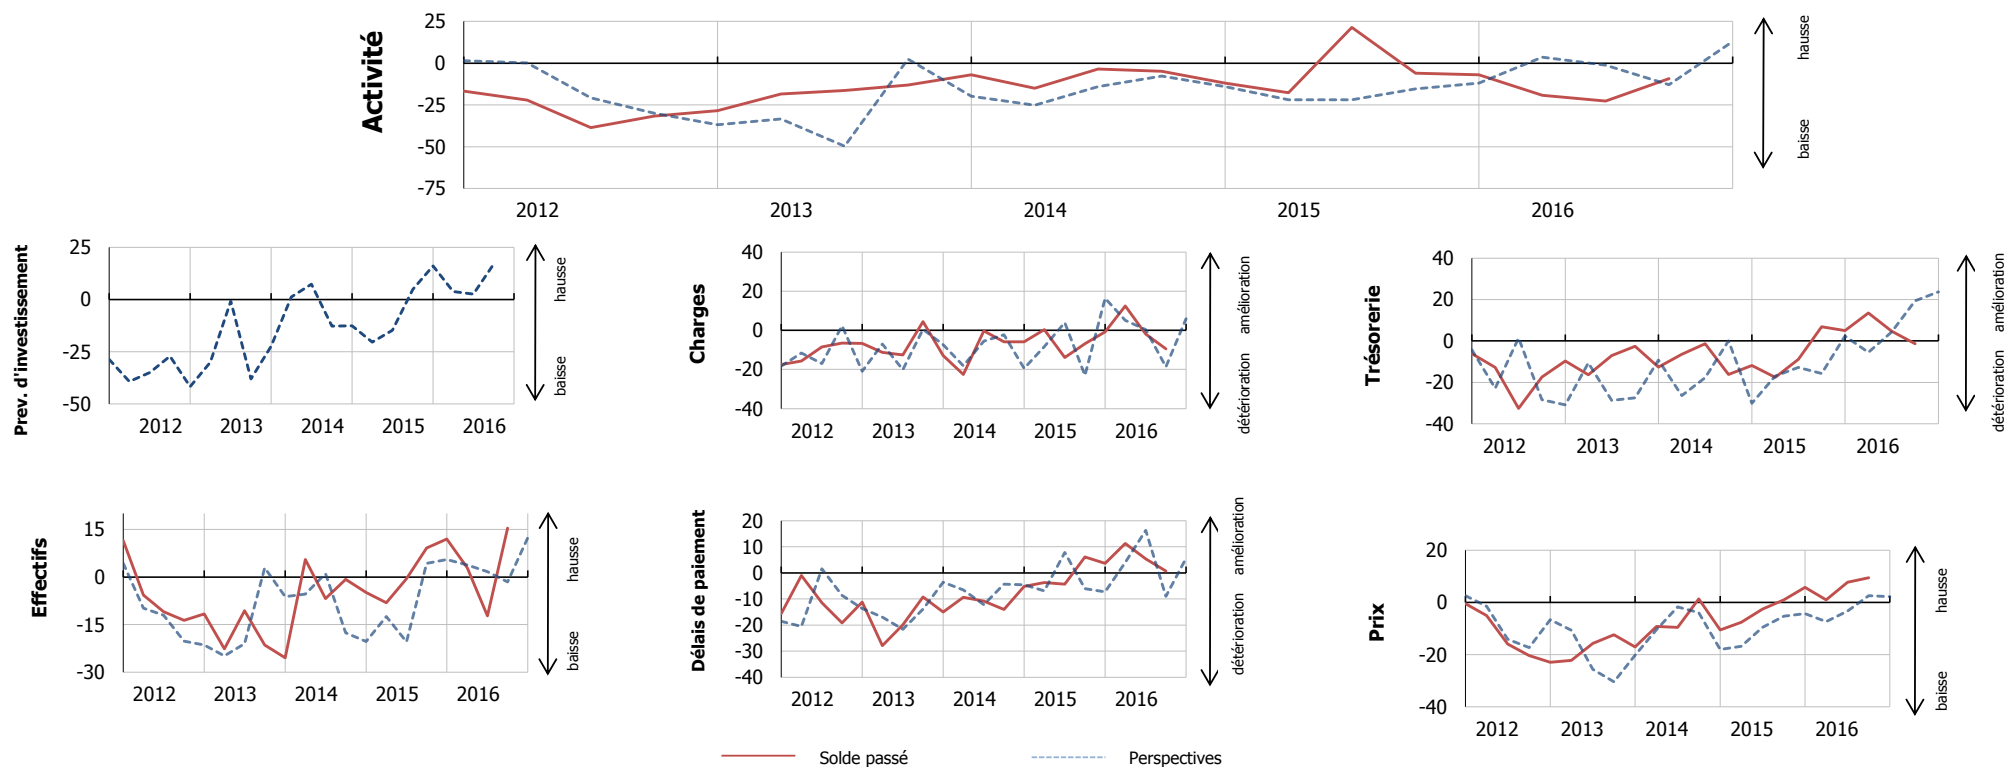 Activité
25
0
-25
-50
-75
2012 2013 2014 2015 2016
hausse
baisse
Prev. d'investissement
25
0
-25
-50
2012 2013 2014 2015 2016
hausse
baisse
Charges
40
20
0
-20
-40
2012 2013 2014 2015 2016
amélioration
détérioration
Trésorerie
40
20
0
-20
-40
2012 2013 2014 2015 2016
amélioration
détérioration
Effectifs
15
0
-15
-30
2012 2013 2014 2015 2016
hausse
baisse
Délais de paiement
20
10
0
-10
-20
-30
-40
2012 2013 2014 2015 2016
amélioration
détérioration
Prix
20
0
-20
-40
2012 2013 2014 2015 2016
hausse
baisse
Solde passé Perspectives